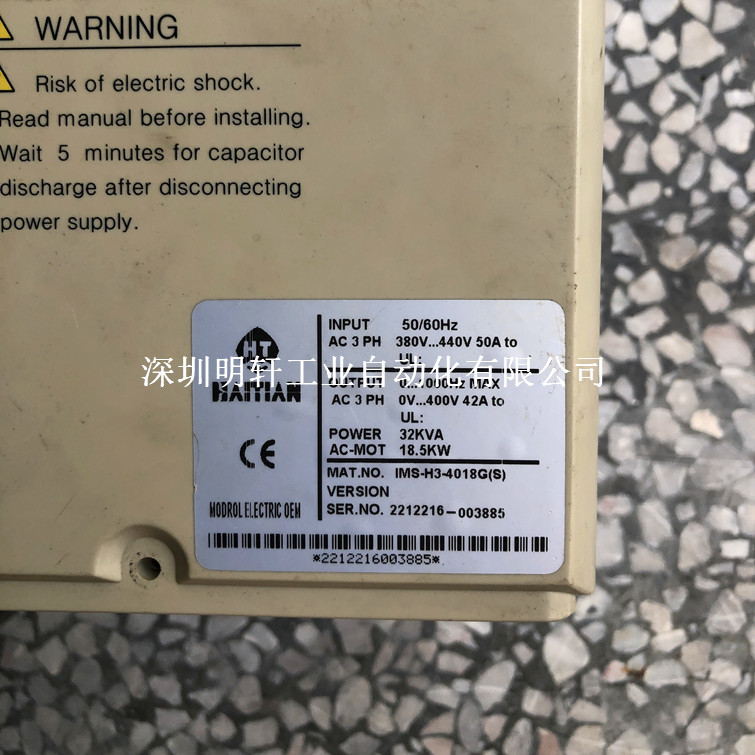 WARNING
Risk of electric shock.
Read manual before installing.
Wait 5 minutes for capacitor
discharge after disconnecting
power supply.
HT
HAITIAN
MODROL ELECTRIC OEM
INPUT 50/60Hz
AC 3 PH 380V...440V 50A to
UL:
深圳明轩工业自动化有限公司
OUTPUT 000Hz MAX
AC 3 PH 0V...400V 42A to
UL:
POWER 32KVA
AC-MOT 18.5KW
MAT.NO. IMS-H3-4018G(S)
VERSION
SER.NO. 2212216-003885
*2212216003885*